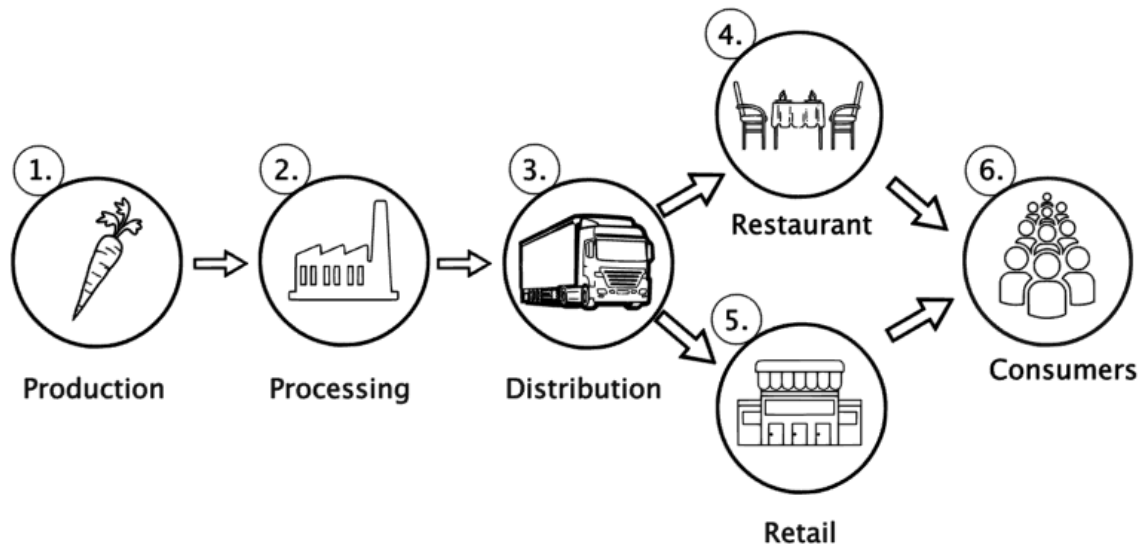 1.
Production
2.
Processing
3.
Distribution
4.
Restaurant
5.
Retail
6.
Consumers